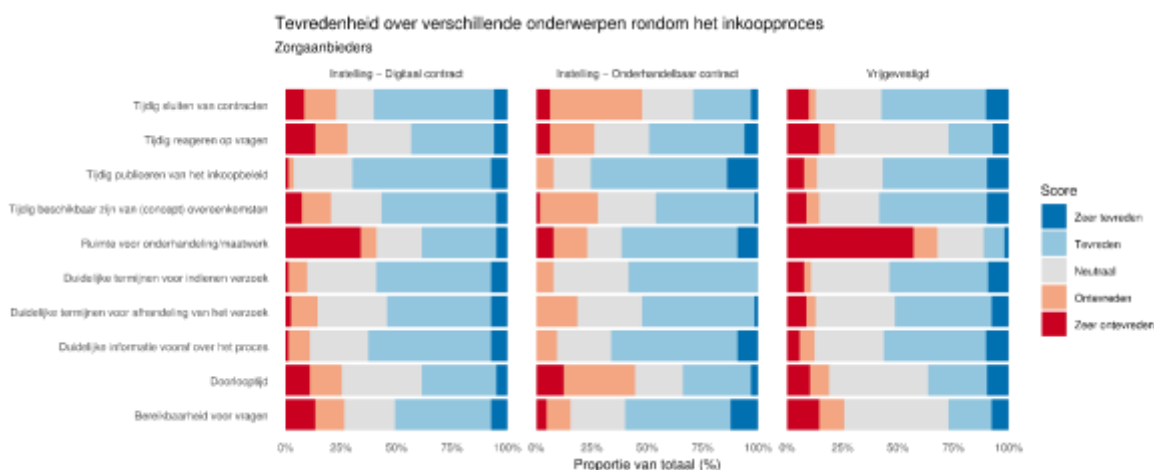 Tevredenheid over verschillende onderwerpen rondom het inkoopproces
Zorgaanbieders
Instelling – Digitaal contract
Instelling – Onderhandelbaar contract
Vrijgevestigd
Tijdig sluiten van contracten
Tijdig reageren op vragen
Tijdig publiceren van het inkoopbeleid
Tijdig beschikbaar zijn van (concept) overeenkomsten
Ruimte voor onderhandeling/maatwerk
Duidelijke termijnen voor indienen verzoek
Duidelijke termijnen voor afhandeling van het verzoek
Duidelijke informatie vooraf over het proces
Doorlooptijd
Bereikbaarheid voor vragen
0% 25% 50% 75% 100% 0% 25% 50% 75% 100% 0% 25% 50% 75% 100%
Proportie van totaal (%)
Score
Zeer tevreden
Tevreden
Neutraal
Ontevreden
Zeer ontevreden